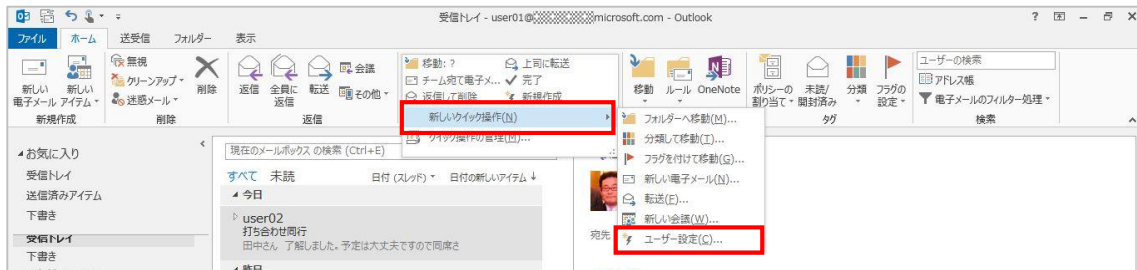 受信トレイ - user01@ microsoft.com - Outlook
ファイル ホーム 送受信 フォルダー 表示
新しい電子メール
新しいアイテム
新規作成
無視
クリーンアップ
迷惑メール
削除
削除
返信
全員に返信
転送
会議
その他
返信
移動: ?
チーム宛て電子メ...
返信して削除
上司に転送
完了
新規作成
新しいクイック操作(N)
クイック操作の管理(M)...
フォルダーへ移動(M)...
分類して移動(T)...
フラグを付けて移動(G)...
新しい電子メール(N)...
転送(F)...
新しい会議(W)...
ユーザー設定(C)...
移動
ルール
OneNote
ポリシーの割り当て
未読/開封済み
分類
フラグの設定
タグ
ユーザーの検索
アドレス帳
電子メールのフィルター処理
検索
お気に入り
受信トレイ
送信済みアイテム
下書き
受信トレイ
下書き
現在のメールボックス の検索 (Ctrl+E)
すべて 未読 日付 (スレッド) 日付の新しいアイテム ↓
今日
user02
打ち合わせ同行
田中さん 了解しました。予定は大丈夫ですので同席さ
昨日
宛先